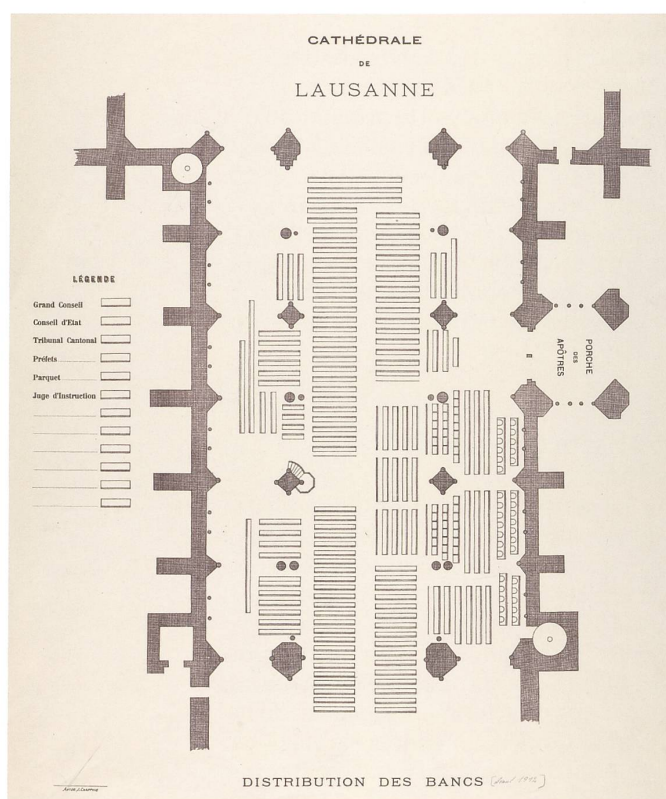 CATHÉDRALE
DE
LAUSANNE
LÉGENDE
Grand Conseil
Conseil d'Etat
Tribunal Cantonal
Préfets
Parquet
Juge d'Instruction
PORCHE
DES
APÔTRES
DISTRIBUTION DES BANCS